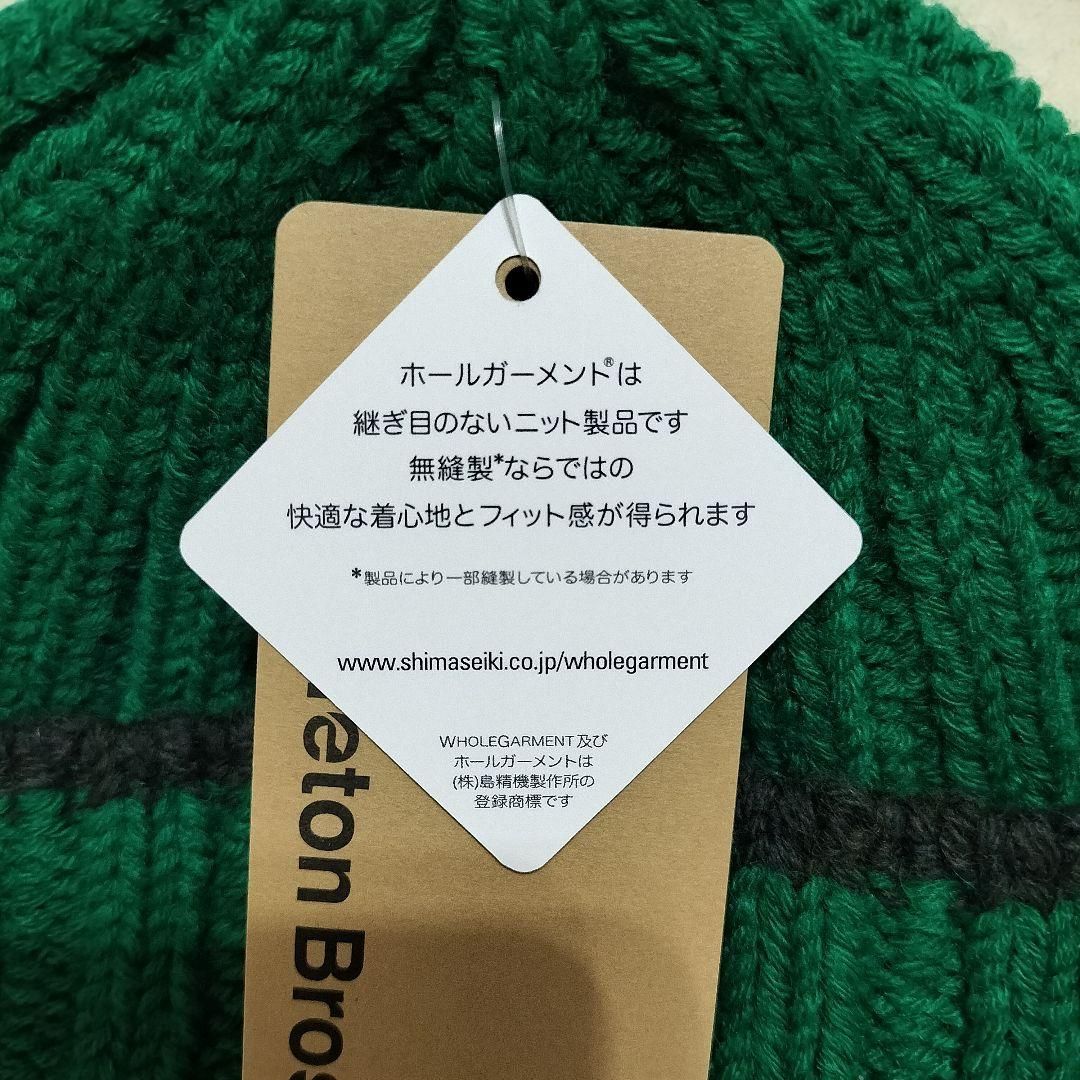 ホールガーメント®は
継ぎ目のないニット製品です
無縫製*ならではの
快適な着心地とフィット感が得られます
*製品により一部縫製している場合があります
www.shimaseiki.co.jp/wholegarment
WHOLEGARMENT及び
ホールガーメントは
(株)島精機製作所の
登録商標です
eton Bros